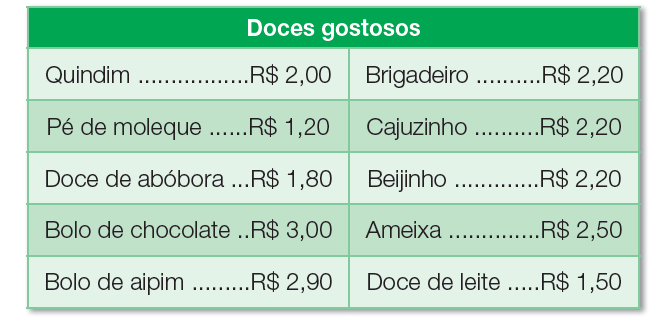 Doces gostosos
Quindim .................R$ 2,00 Brigadeiro ..........R$ 2,20
Pé de moleque ......R$ 1,20 Cajuzinho ..........R$ 2,20
Doce de abóbora ...R$ 1,80 Beijinho .............R$ 2,20
Bolo de chocolate ..R$ 3,00 Ameixa ..............R$ 2,50
Bolo de aipim .........R$ 2,90 Doce de leite .....R$ 1,50